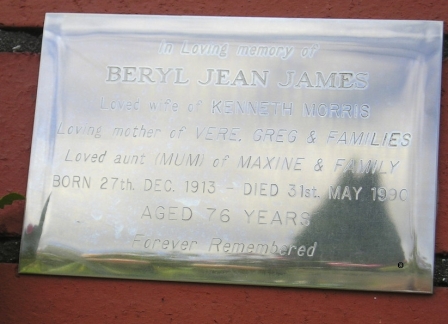 In Loving memory of
BERYL JEAN JAMES
Loved wife of KENNETH MORRIS
Loving mother of VERE, GREG & FAMILIES
Loved aunt (MUM) of MAXINE & FAMILY
BORN 27th. DEC. 1913 - DIED 31st. MAY 1990
AGED 76 YEARS
Forever Remembered